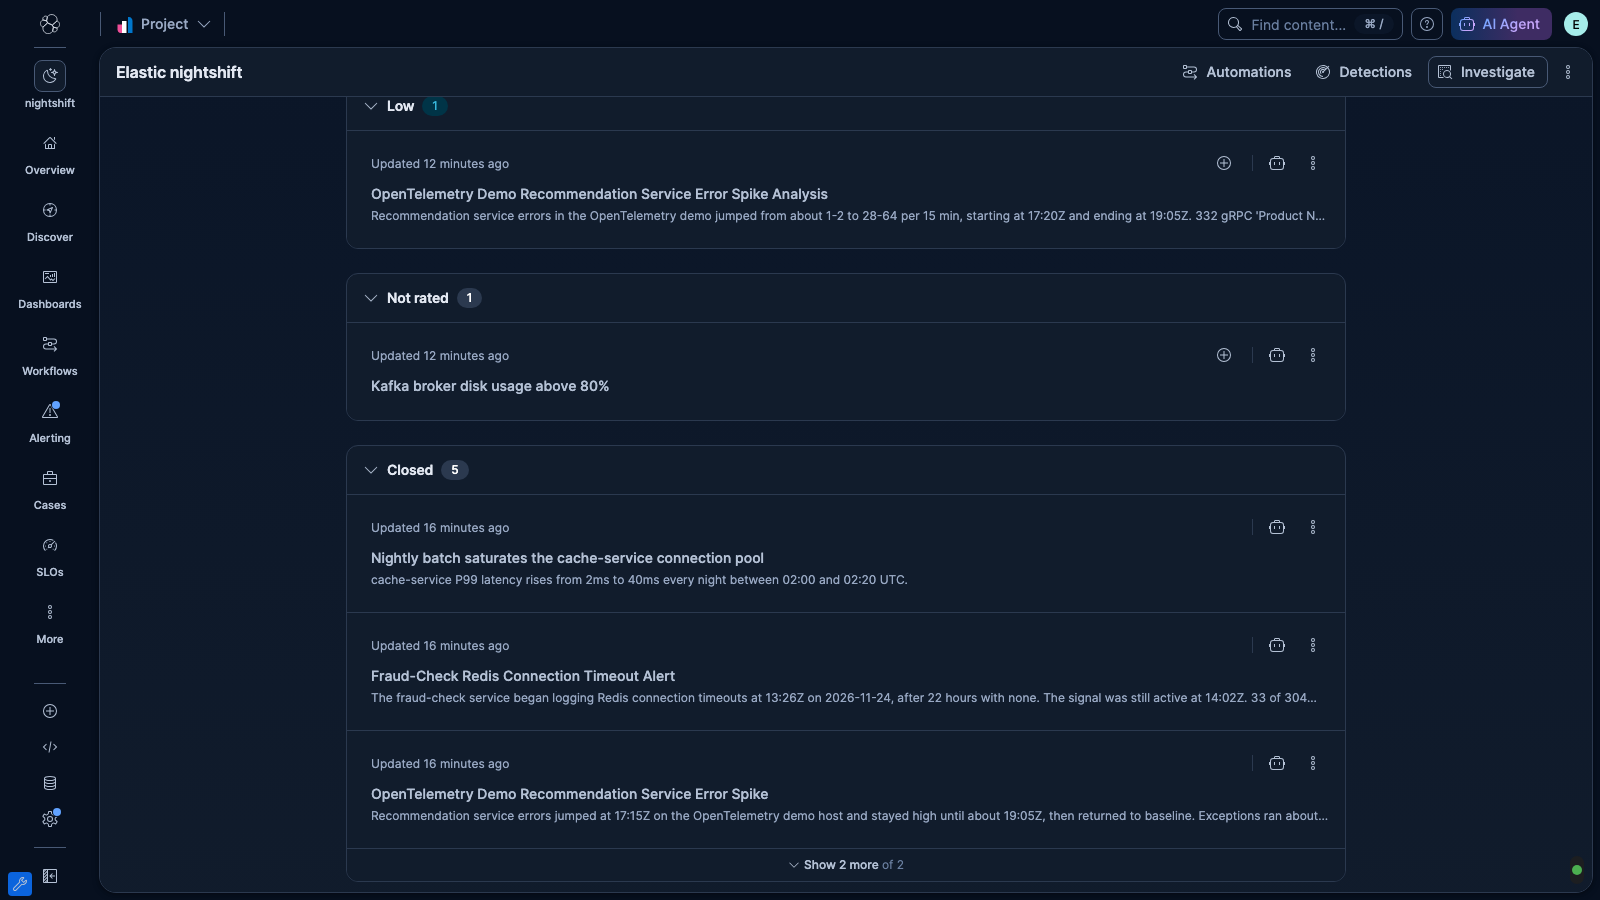 Project
Find content...
⌘ /
AI Agent
E
Elastic nightshift
Automations
Detections
Investigate
nightshift
Overview
Discover
Dashboards
Workflows
Alerting
Cases
SLOs
More
Low 1
Updated 12 minutes ago
OpenTelemetry Demo Recommendation Service Error Spike Analysis
Recommendation service errors in the OpenTelemetry demo jumped from about 1-2 to 28-64 per 15 min, starting at 17:20Z and ending at 19:05Z. 332 gRPC 'Product N...
Not rated 1
Updated 12 minutes ago
Kafka broker disk usage above 80%
Closed 5
Updated 16 minutes ago
Nightly batch saturates the cache-service connection pool
cache-service P99 latency rises from 2ms to 40ms every night between 02:00 and 02:20 UTC.
Updated 16 minutes ago
Fraud-Check Redis Connection Timeout Alert
The fraud-check service began logging Redis connection timeouts at 13:26Z on 2026-11-24, after 22 hours with none. The signal was still active at 14:02Z. 33 of 304...
Updated 16 minutes ago
OpenTelemetry Demo Recommendation Service Error Spike
Recommendation service errors jumped at 17:15Z on the OpenTelemetry demo host and stayed high until about 19:05Z, then returned to baseline. Exceptions ran about...
Show 2 more of 2